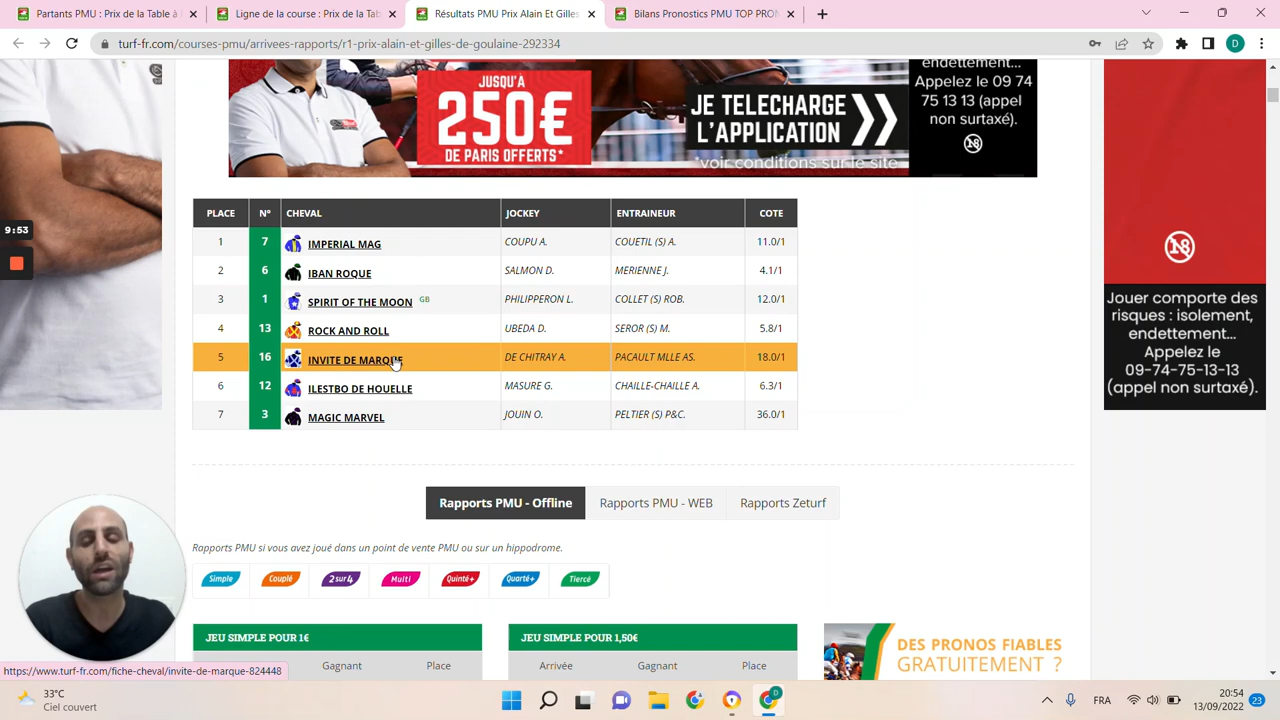 Partants PMU : Prix de la Table à
Ligne de la course : Prix de la Tab
Résultats PMU Prix Alain Et Gilles
Bilans Pronostics PMU TOP PRON
turf-fr.com/courses-pmu/arrivees-rapports/r1-prix-alain-et-gilles-de-goulaine-292334
D
JUSQU'À
250€
DE PARIS OFFERTS*
JE TELECHARGE
L'APPLICATION
*voir conditions sur le site
endettement...
Appelez le 09 74
75 13 13 (appel
non surtaxé).
18
9:53
PLACE N° CHEVAL JOCKEY ENTRAINEUR COTE
1 7 IMPERIAL MAG COUPU A. COUETIL (S) A. 11.0/1
2 6 IBAN ROQUE SALMON D. MERIENNE J. 4.1/1
3 1 SPIRIT OF THE MOON GB PHILIPPERON L. COLLET (S) ROB. 12.0/1
4 13 ROCK AND ROLL UBEDA D. SEROR (S) M. 5.8/1
5 16 INVITE DE MARQUE DE CHITRAY A. PACAULT MLLE AS. 18.0/1
6 12 ILESTBO DE HOUELLE MASURE G. CHAILLE-CHAILLE A. 6.3/1
7 3 MAGIC MARVEL JOUIN O. PELTIER (S) P&C. 36.0/1
18
Jouer comporte des
risques : isolement,
endettement...
Appelez le
09-74-75-13-13
(appel non surtaxé).
Rapports PMU - Offline Rapports PMU - WEB Rapports Zeturf
Rapports PMU si vous avez joué dans un point de vente PMU ou sur un hippodrome.
Simple Couplé 2sur4 Multi Quinté+ Quarté+ Tiercé
JEU SIMPLE POUR 1€
Gagnant Place
JEU SIMPLE POUR 1,50€
Arrivée Gagnant Place
DES PRONOS FIABLES
GRATUITEMENT ?
https://www.turf-fr.com/fiche-cheval/invite-de-marque-824448
33°C
Ciel couvert
D
FRA
20:54
13/09/2022
23